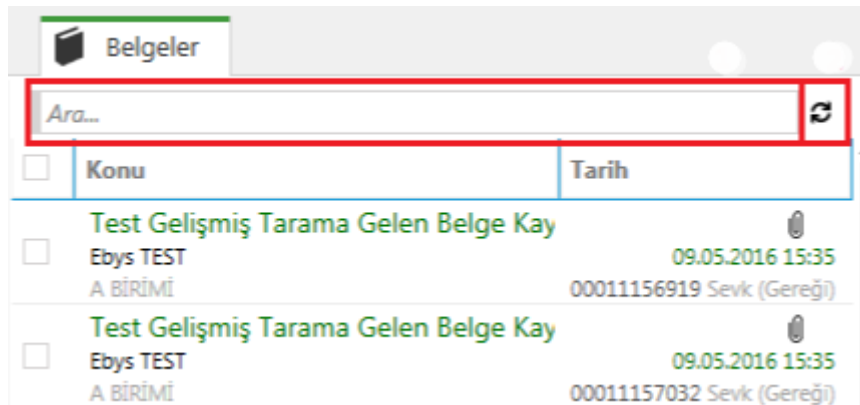 Belgeler
Ara...
Konu Tarih
Test Gelişmiş Tarama Gelen Belge Kay
Ebys TEST 09.05.2016 15:35
A BİRİMİ 00011156919 Sevk (Gereği)
Test Gelişmiş Tarama Gelen Belge Kay
Ebys TEST 09.05.2016 15:35
A BİRİMİ 00011157032 Sevk (Gereği)